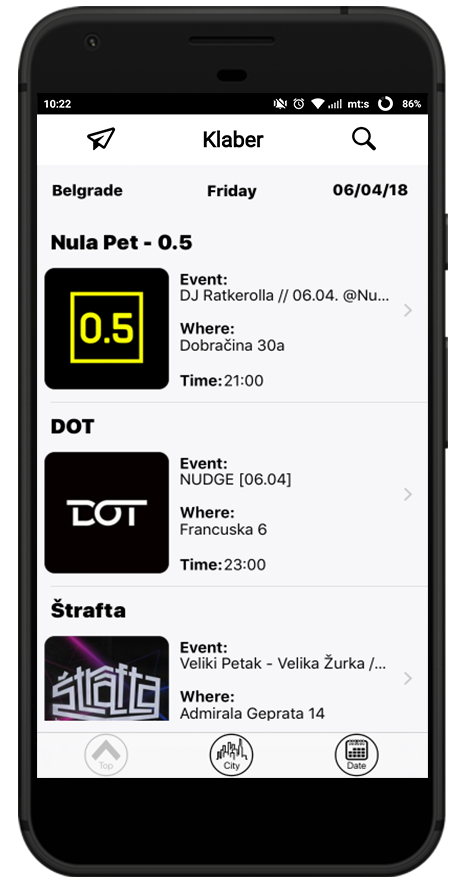 10:22 mt:s 86%
Klaber
Belgrade Friday 06/04/18
Nula Pet - 0.5
0.5
Event:
DJ Ratkerolla // 06.04. @Nu...
Where:
Dobračina 30a
Time:21:00
DOT
DOT
Event:
NUDGE [06.04]
Where:
Francuska 6
Time:23:00
Štrafta
štrafta
Event:
Veliki Petak - Velika Žurka /...
Where:
Admirala Geprata 14
Top City Date